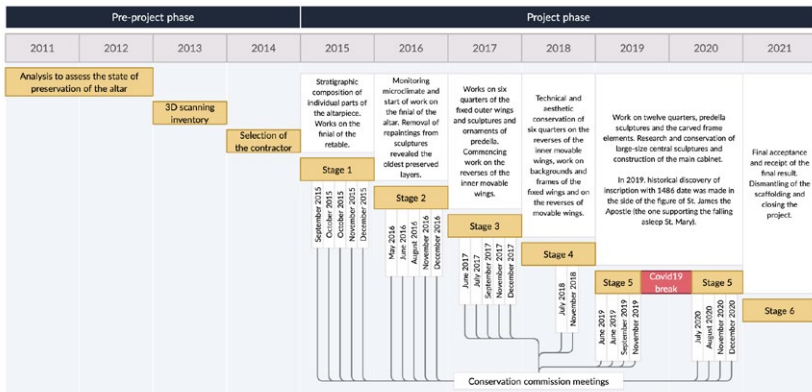 Pre-project phase
Project phase
2011
2012
2013
2014
2015
2016
2017
2018
2019
2020
2021
Analysis to assess the state of
preservation of the altar
3D scanning
inventory
Selection of
the contractor
Stratigraphic
composition of
individual parts of
the altarpiece.
Works on the
finial of the
retable.
Stage 1
September 2015
October 2015
October 2015
November 2015
December 2015
Monitoring
microclimate and
start of work on
the finial of the
altar. Removal of
repaintings from
sculptures
revealed the
oldest preserved
layers.
Stage 2
May 2016
June 2016
August 2016
November 2016
December 2016
Works on six
quarters of the
fixed outer wings
and sculptures and
ornaments of
predella.
Commencing
work on the
reverses of the
inner movable
wings.
Stage 3
June 2017
July 2017
September 2017
November 2017
December 2017
Technical and
aesthetic
conservation of
six quarters on the
reverses of the
inner movable
wings, work on
backgrounds and
frames of the
fixed wings and on
the reverses of
movable wings.
Stage 4
July 2018
November 2018
Work on twelve quarters, predella
sculptures and the carved frame
elements. Research and conservation of
large-size central sculptures and
construction of the main cabinet.
In 2019. historical discovery of
inscription with 1486 date was made in
the side of the figure of St. James the
Apostle (the one supporting the falling
asleep St. Mary).
Stage 5
Covid19
break
Stage 5
June 2019
June 2019
September 2019
November 2019
July 2020
August 2020
November 2020
December 2020
Final acceptance
and receipt of the
final result.
Dismantling of the
scaffolding and
closing the
project.
Stage 6
Conservation commission meetings